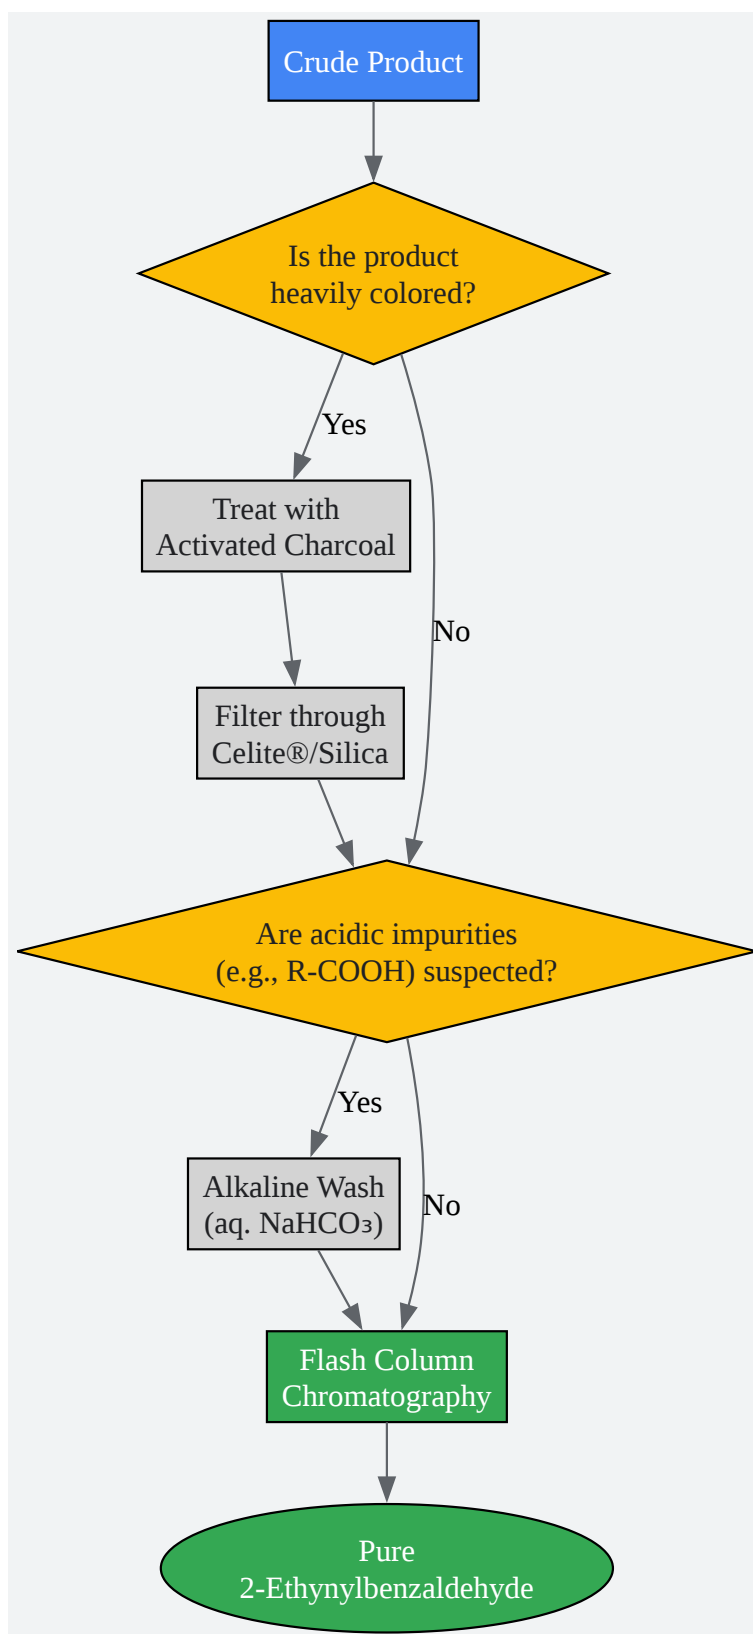 Crude Product
Is the product
heavily colored?
Yes
Treat with
Activated Charcoal
No
Filter through
Celite®/Silica
Are acidic impurities
(e.g., R-COOH) suspected?
Yes
Alkaline Wash
(aq. NaHCO₃)
No
Flash Column
Chromatography
Pure
2-Ethynylbenzaldehyde